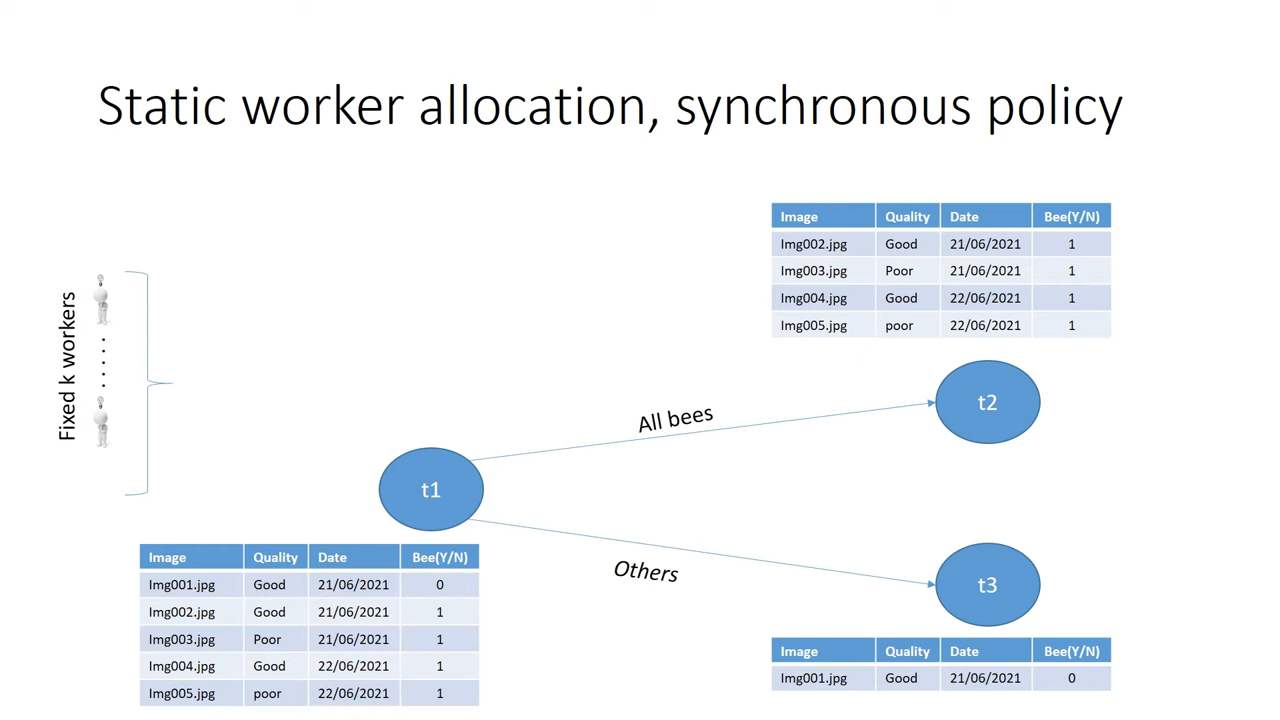 Static worker allocation, synchronous policy
Image Quality Date Bee(Y/N)
Img002.jpg Good 21/06/2021 1
Img003.jpg Poor 21/06/2021 1
Img004.jpg Good 22/06/2021 1
Img005.jpg poor 22/06/2021 1
Fixed k workers
t2
All bees
t1
Others
t3
Image Quality Date Bee(Y/N)
Img001.jpg Good 21/06/2021 0
Img002.jpg Good 21/06/2021 1
Img003.jpg Poor 21/06/2021 1
Img004.jpg Good 22/06/2021 1
Img005.jpg poor 22/06/2021 1
Image Quality Date Bee(Y/N)
Img001.jpg Good 21/06/2021 0